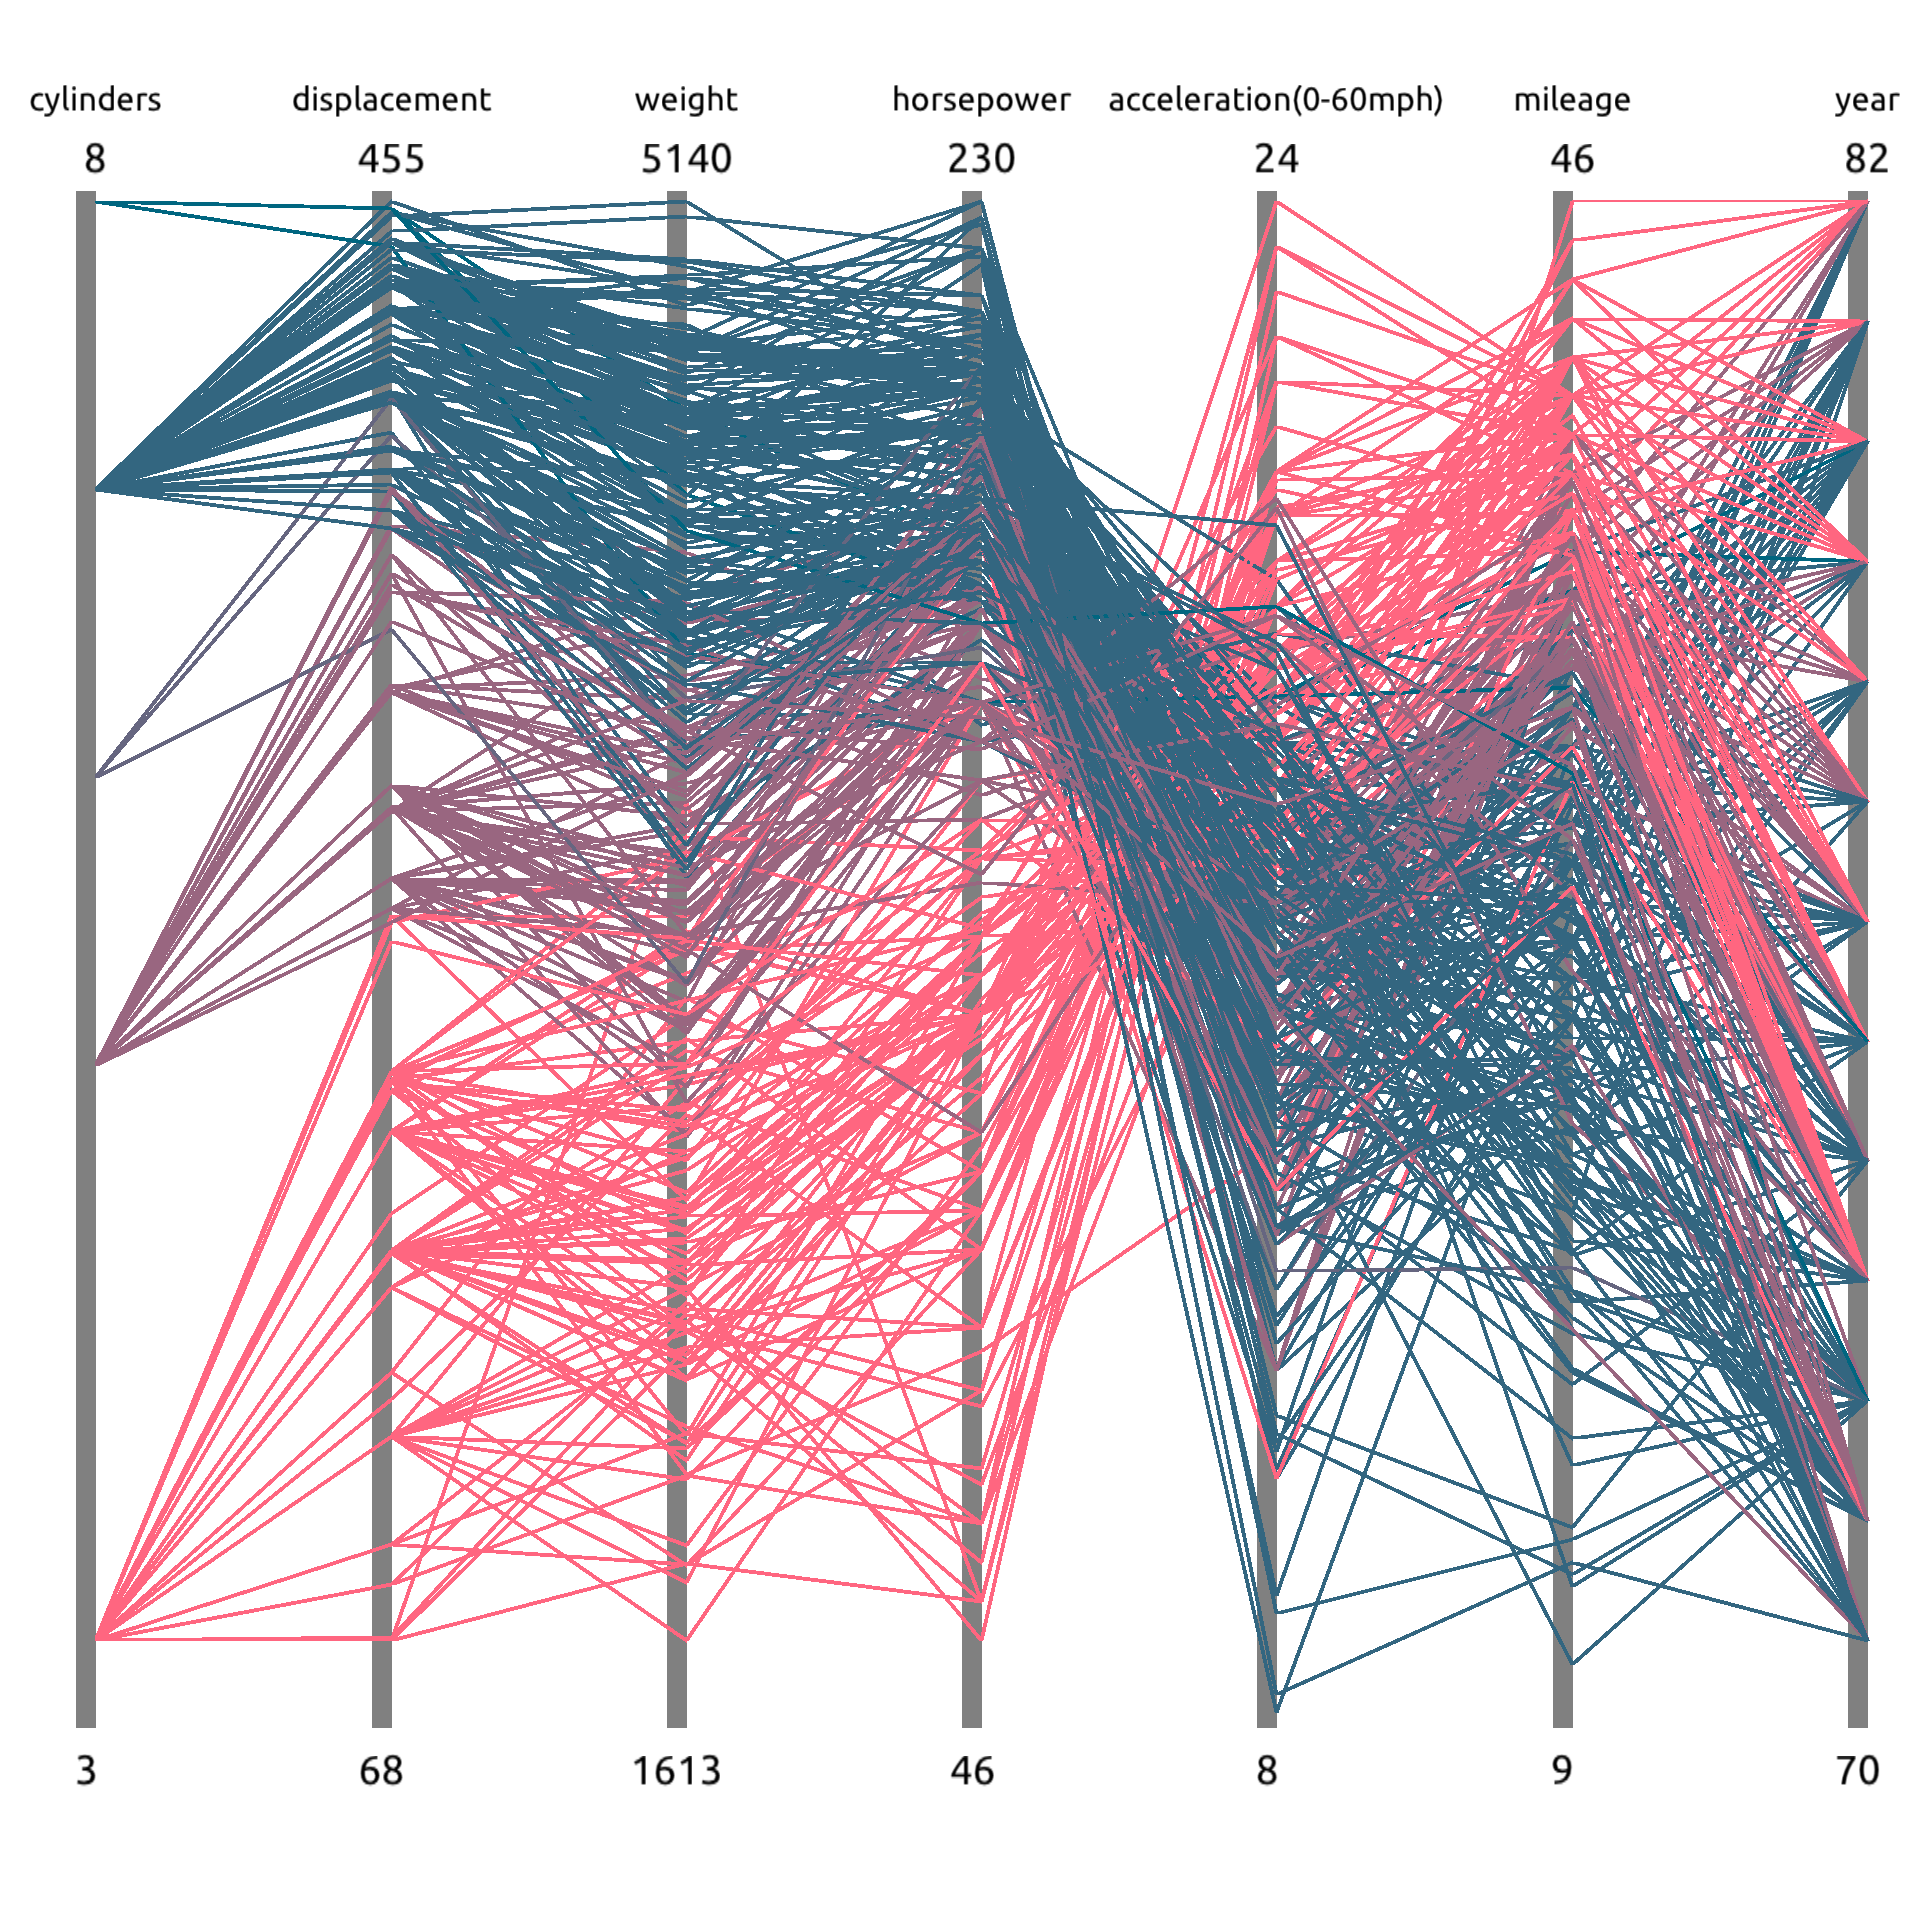 cylinders displacement weight horsepower acceleration(0-60mph) mileage year
8 455 5140 230 24 46 82
3 68 1613 46 8 9 70